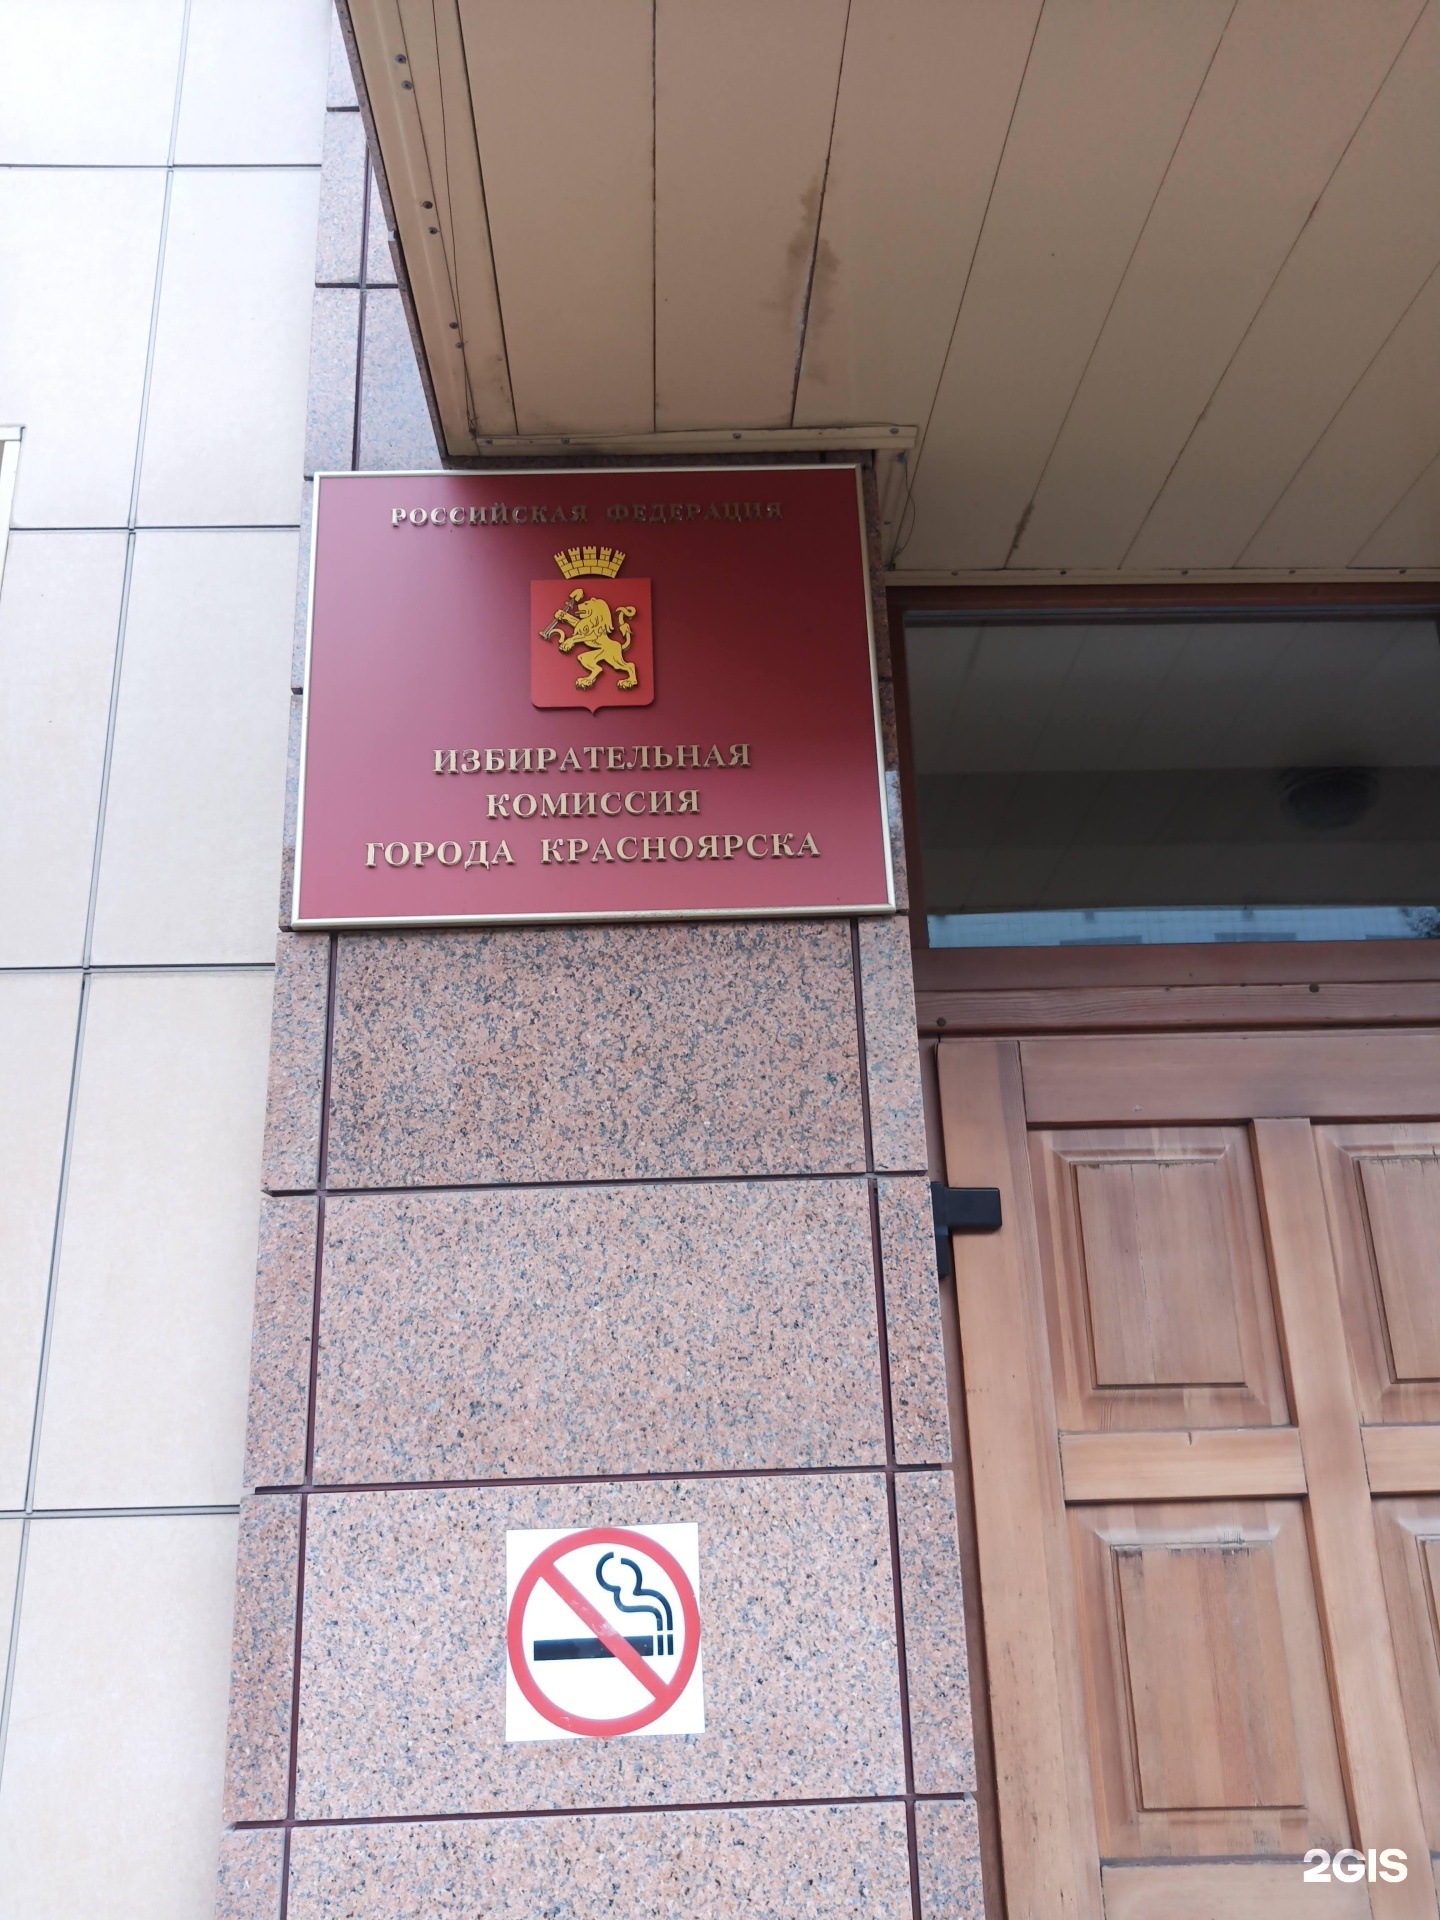 РОССИЙСКАЯ ФЕДЕРАЦИЯ
ИЗБИРАТЕЛЬНАЯ
КОМИССИЯ
ГОРОДА КРАСНОЯРСКА
2GIS